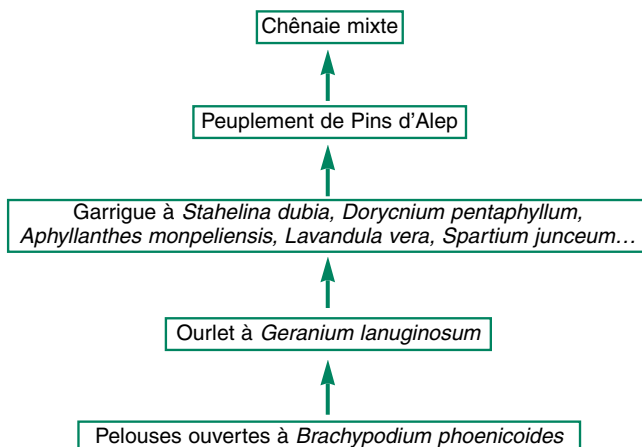 Chênaie mixte
Peuplement de Pins d'Alep
Garrigue à Stahelina dubia, Dorycnium pentaphyllum,
Aphyllanthes monpeliensis, Lavandula vera, Spartium junceum…
Ourlet à Geranium lanuginosum
Pelouses ouvertes à Brachypodium phoenicoides